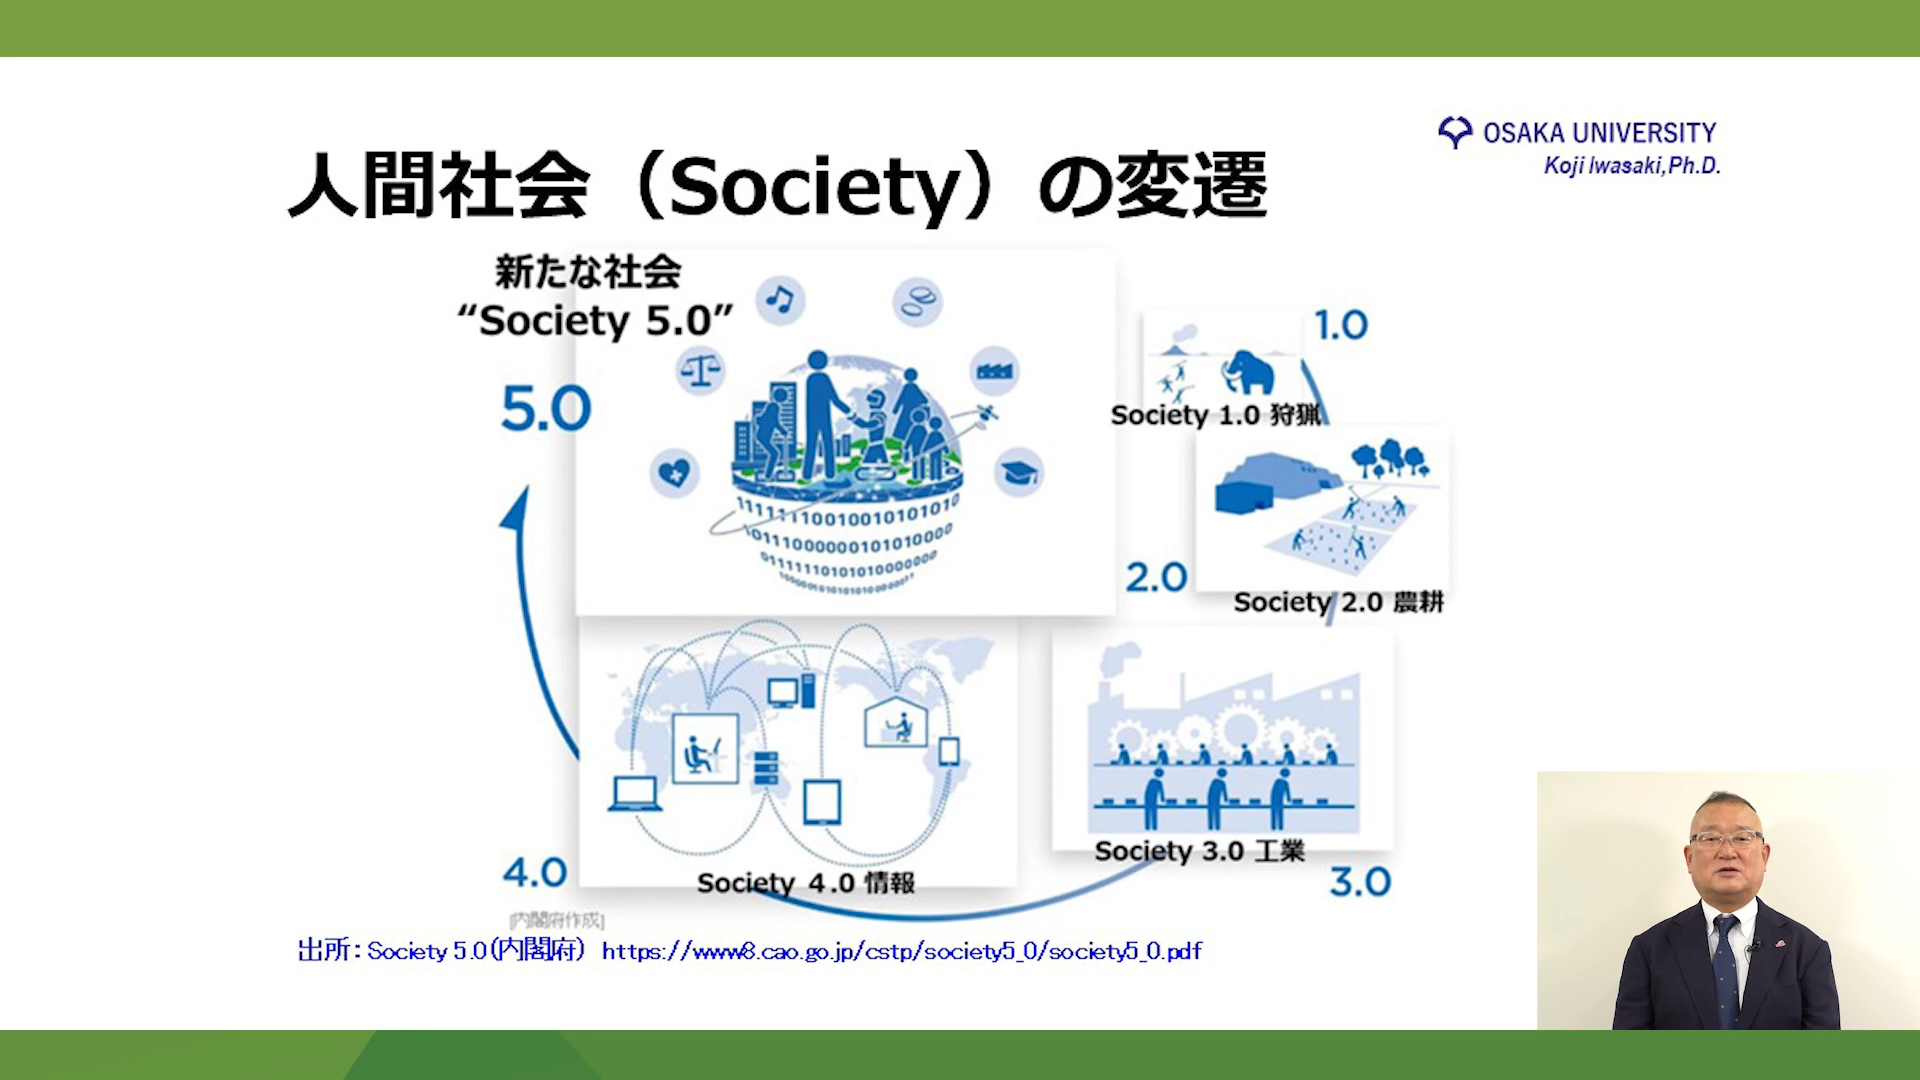 OSAKA UNIVERSITY
Koji Iwasaki,Ph.D.
人間社会（Society）の変遷
新たな社会
“Society 5.0”
5.0
1.0
Society 1.0 狩猟
2.0
Society 2.0 農耕
Society 3.0 工業
3.0
4.0
Society ４.0 情報
[内閣府作成]
出所：Society 5.0(内閣府） https://www8.cao.go.jp/cstp/society5_0/society5_0.pdf